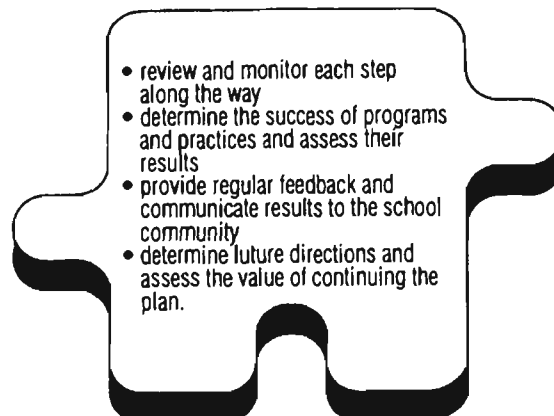 • review and monitor each step
along the way
• determine the success of programs
and practices and assess their
results
• provide regular feedback and
communicate results to the school
community
• determine luture directions and
assess the value of continuing the
plan.